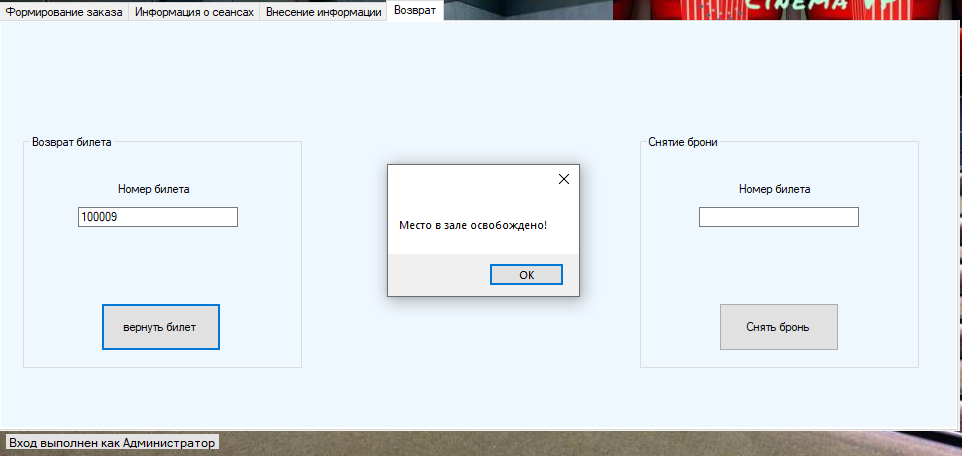 CINEMA
Формирование заказа
Информация о сеансах
Внесение информации
Возврат
Возврат билета
Номер билета
100009
вернуть билет
Место в зале освобождено!
OK
Снятие брони
Номер билета
Снять бронь
Вход выполнен как Администратор